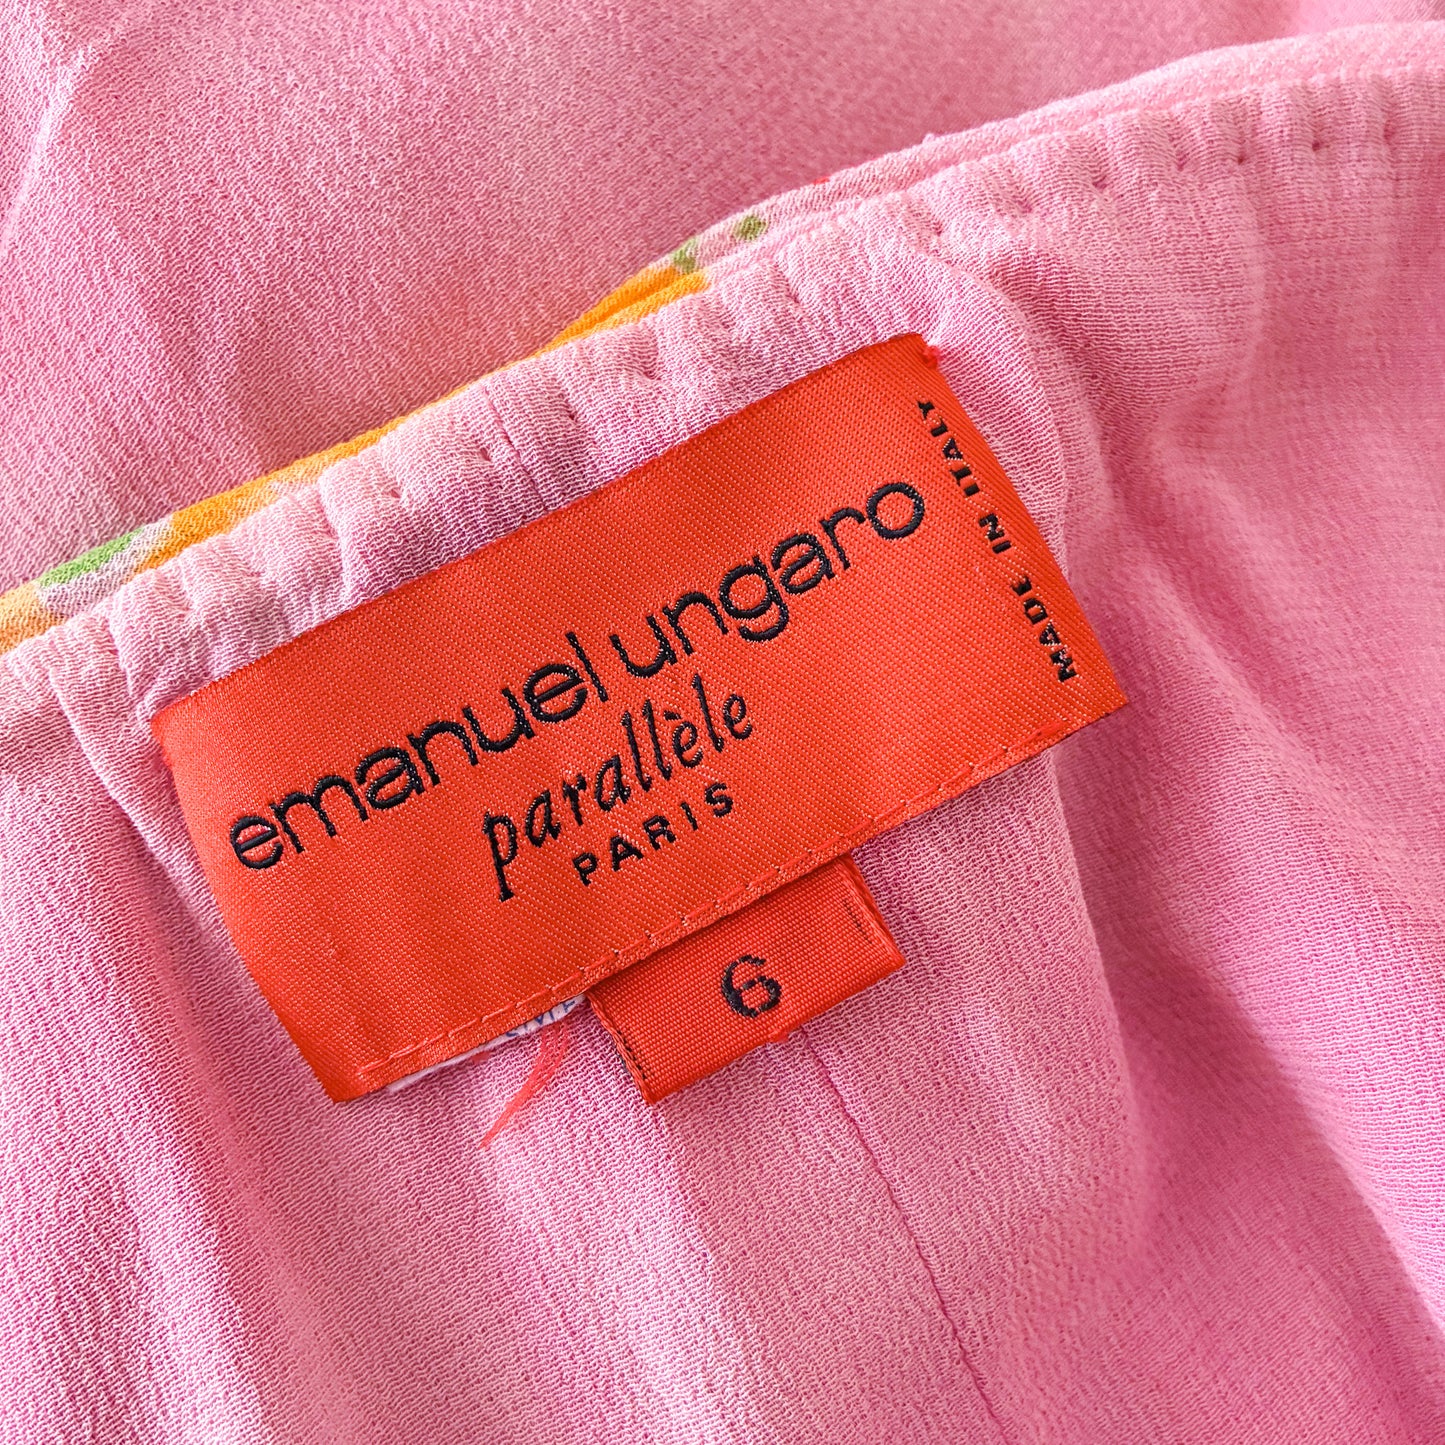 emanuel ungaro
parallèle
PARIS
MADE IN ITALY
6